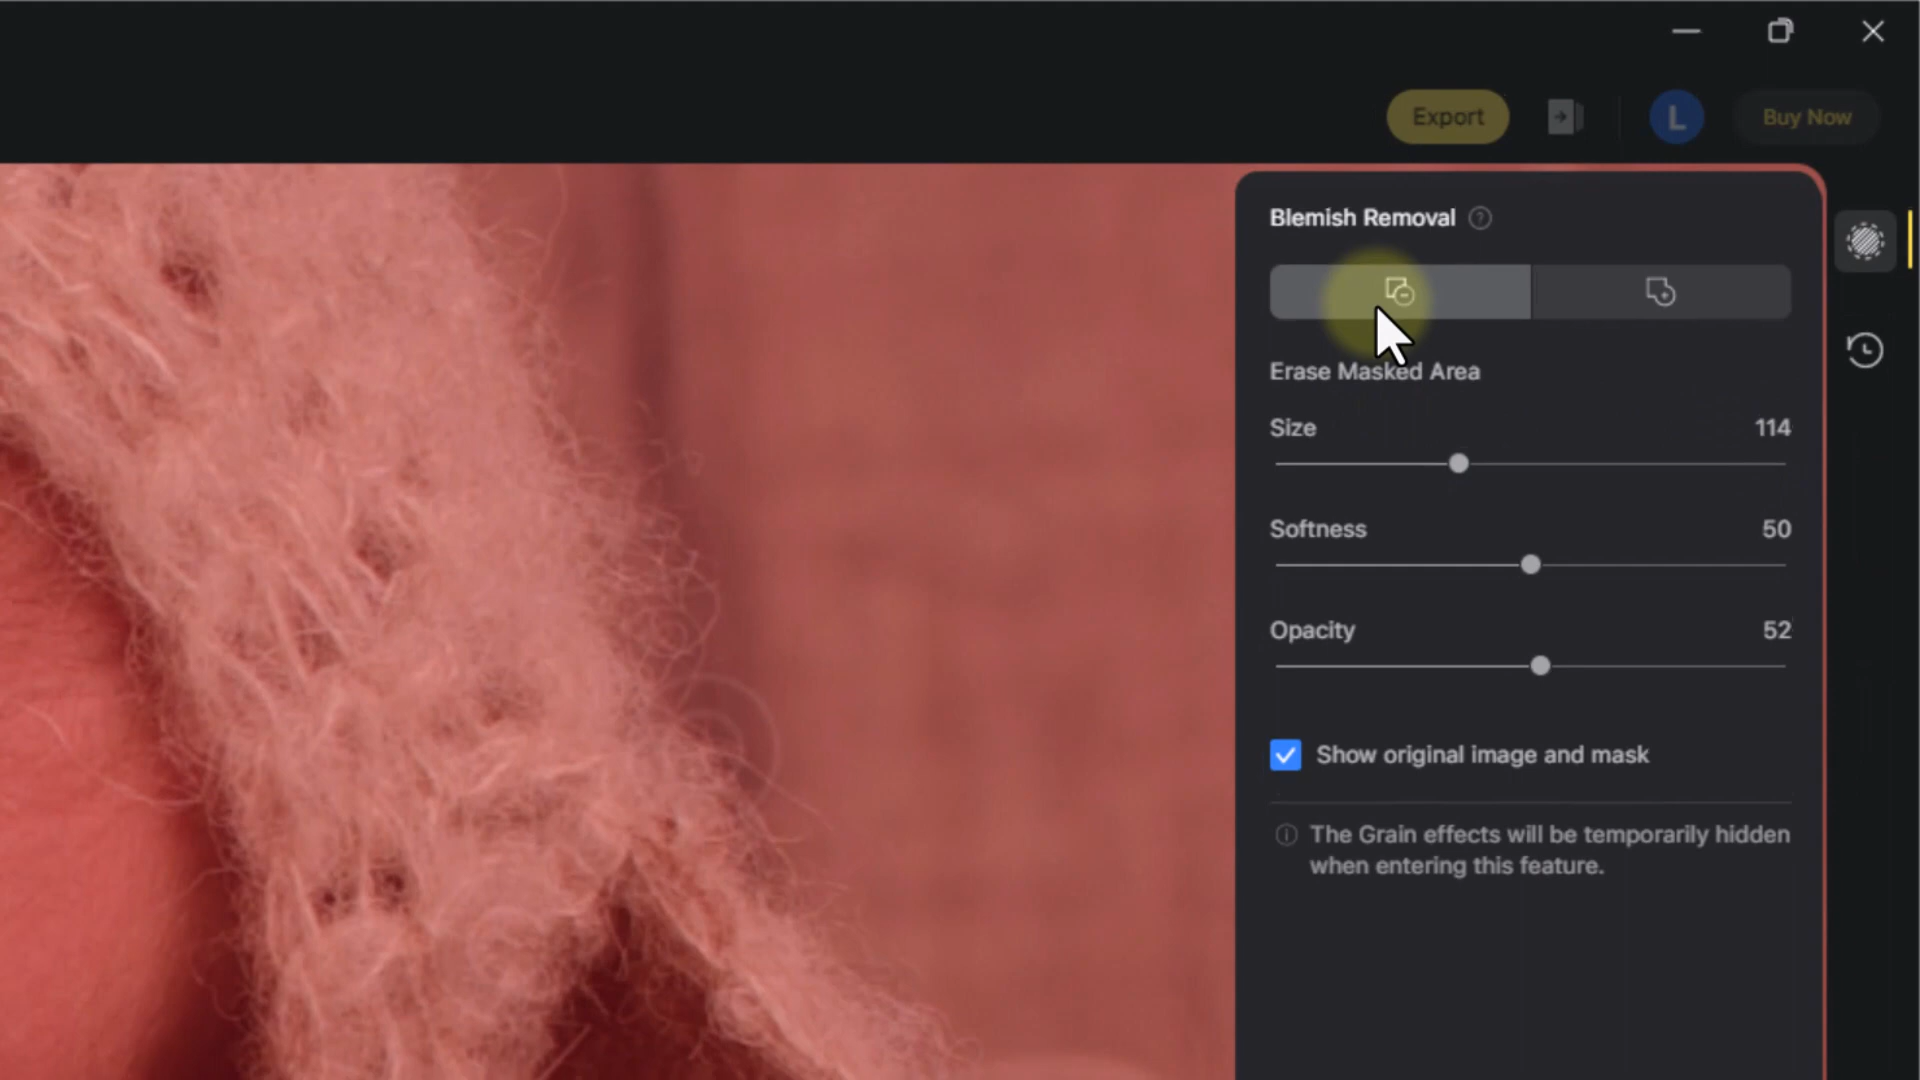 Export
L
Buy Now
Blemish Removal
Erase Masked Area
Size 114
Softness 50
Opacity 52
Show original image and mask
The Grain effects will be temporarily hidden
when entering this feature.